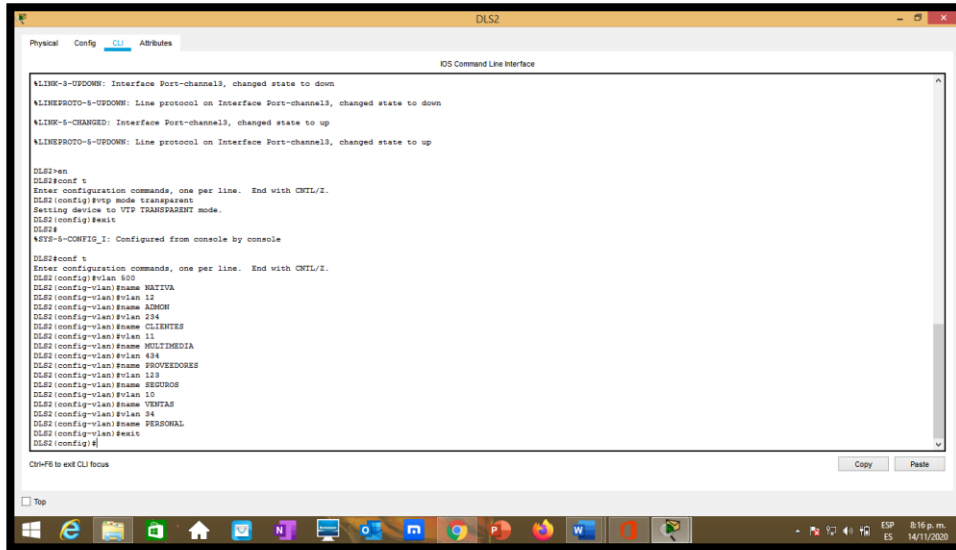 DLS2
Physical Config CLI Attributes
IOS Command Line Interface
%LINK-3-UPDOWN: Interface Port-channel3, changed state to down
%LINEPROTO-5-UPDOWN: Line protocol on Interface Port-channel3, changed state to down
%LINK-5-CHANGED: Interface Port-channel3, changed state to up
%LINEPROTO-5-UPDOWN: Line protocol on Interface Port-channel3, changed state to up
DLS2>en
DLS2#conf t
Enter configuration commands, one per line. End with CNTL/Z.
DLS2(config)#vtp mode transparent
Setting device to VTP TRANSPARENT mode.
DLS2(config)#exit
DLS2#
%SYS-5-CONFIG_I: Configured from console by console
DLS2#conf t
Enter configuration commands, one per line. End with CNTL/Z.
DLS2(config)#vlan 500
DLS2(config-vlan)#name NATIVA
DLS2(config-vlan)#vlan 12
DLS2(config-vlan)#name ADMON
DLS2(config-vlan)#vlan 234
DLS2(config-vlan)#name CLIENTES
DLS2(config-vlan)#vlan 11
DLS2(config-vlan)#name MULTIMEDIA
DLS2(config-vlan)#vlan 434
DLS2(config-vlan)#name PROVEEDORES
DLS2(config-vlan)#vlan 123
DLS2(config-vlan)#name SEGUROS
DLS2(config-vlan)#vlan 10
DLS2(config-vlan)#name VENTAS
DLS2(config-vlan)#vlan 34
DLS2(config-vlan)#name PERSONAL
DLS2(config-vlan)#exit
DLS2(config)#
Ctrl+F6 to exit CLI focus
Copy Paste
Top
ESP 8:16 p. m.
ES 14/11/2020